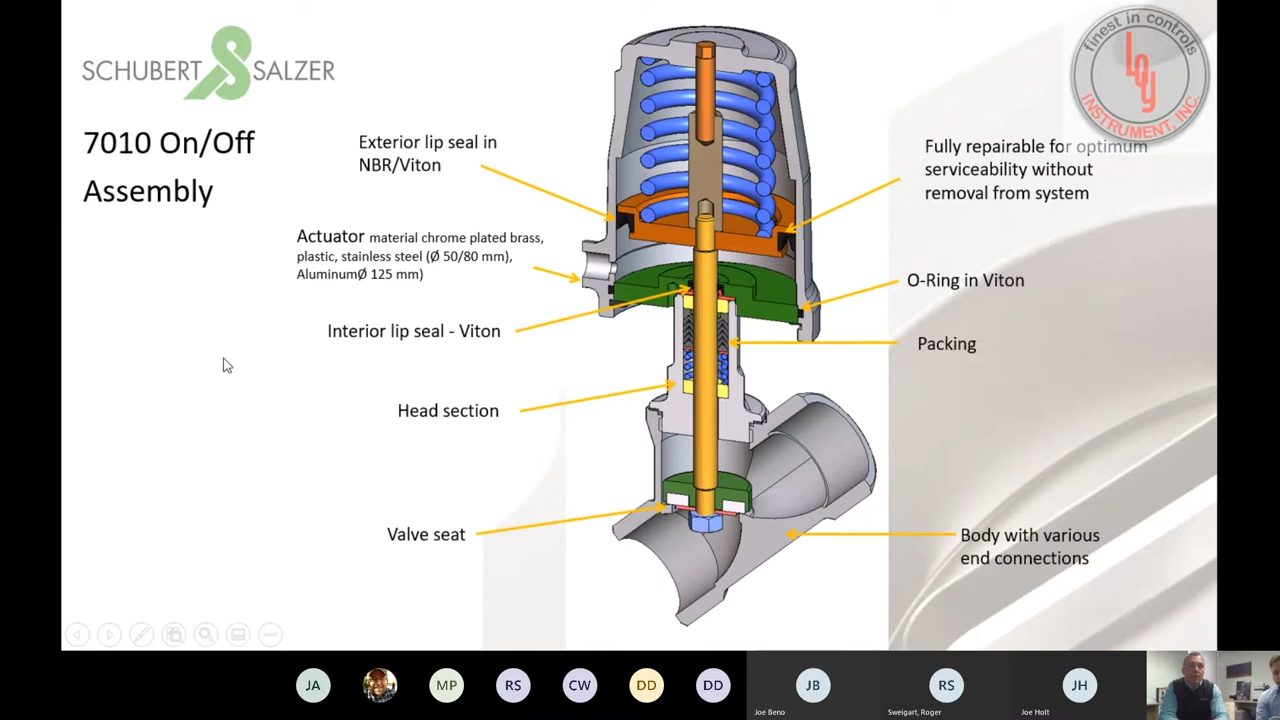 SCHUBERT SALZER
finest in controls
Loy
INSTRUMENT, INC.
7010 On/Off
Assembly
Exterior lip seal in
NBR/Viton
Fully repairable for optimum
serviceability without
removal from system
Actuator material chrome plated brass,
plastic, stainless steel (Ø 50/80 mm),
AluminumØ 125 mm)
O-Ring in Viton
Interior lip seal - Viton
Packing
Head section
Valve seat
Body with various
end connections
JA
MP
RS
CW
DD
DD
JB
RS
JH
Joe Beno
Sweigart, Roger
Joe Holt